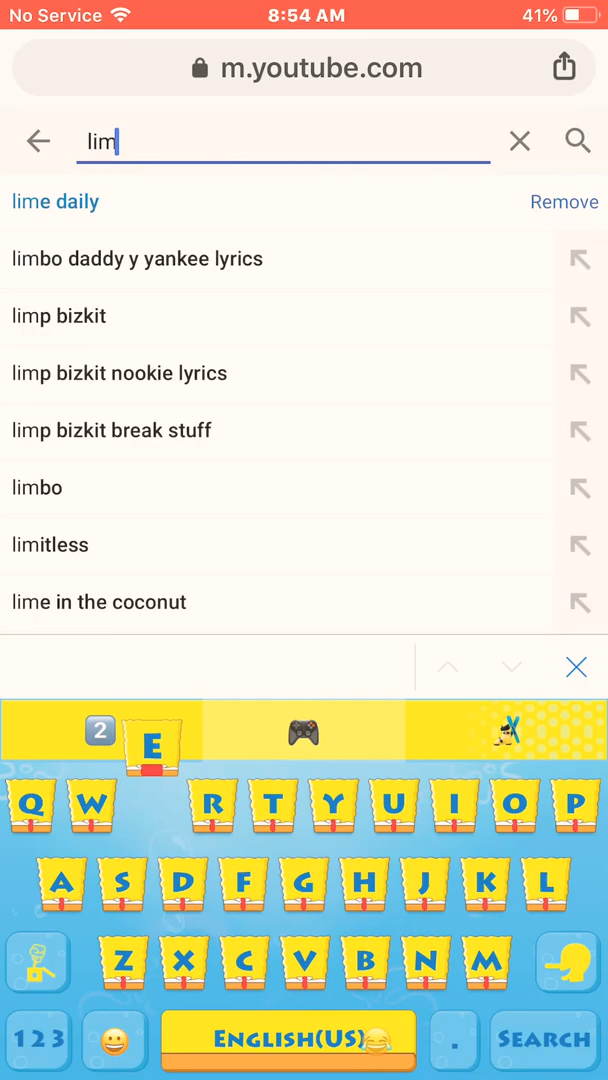 No Service 8:54 AM 41%
m.youtube.com
lim
lime daily Remove
limbo daddy y yankee lyrics
limp bizkit
limp bizkit nookie lyrics
limp bizkit break stuff
limbo
limitless
lime in the coconut
2
E
Q W R T Y U I O P
A S D F G H J K L
Z X C V B N M
123 English(US) . Search